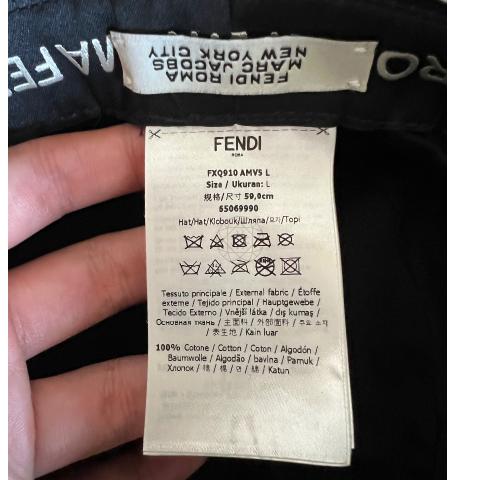 FENDI ROMA
MARC JACOBS
NEW YORK CITY
RO
MA FE
FENDI
ROMA
FXQ910 AMV5 L
Size / Ukuran: L
规格/尺寸 59,0cm
65069990
Hat/Hat/Klobouk/Шляпа/모자/Topi
Tessuto principale / External fabric / Étoffe
externe / Tejido principal / Hauptgewebe /
Tecido Externo / Vnější látka / dış kumaş /
Основная ткань / 主面料 / 外部面料 / 주요 소재
/ 表生地 / Kain luar
100% Cotone / Cotton / Coton / Algodón /
Baumwolle / Algodão / bavlna / Pamuk /
Хлопок / 棉 / 棉 / 면 / 綿 / Katun